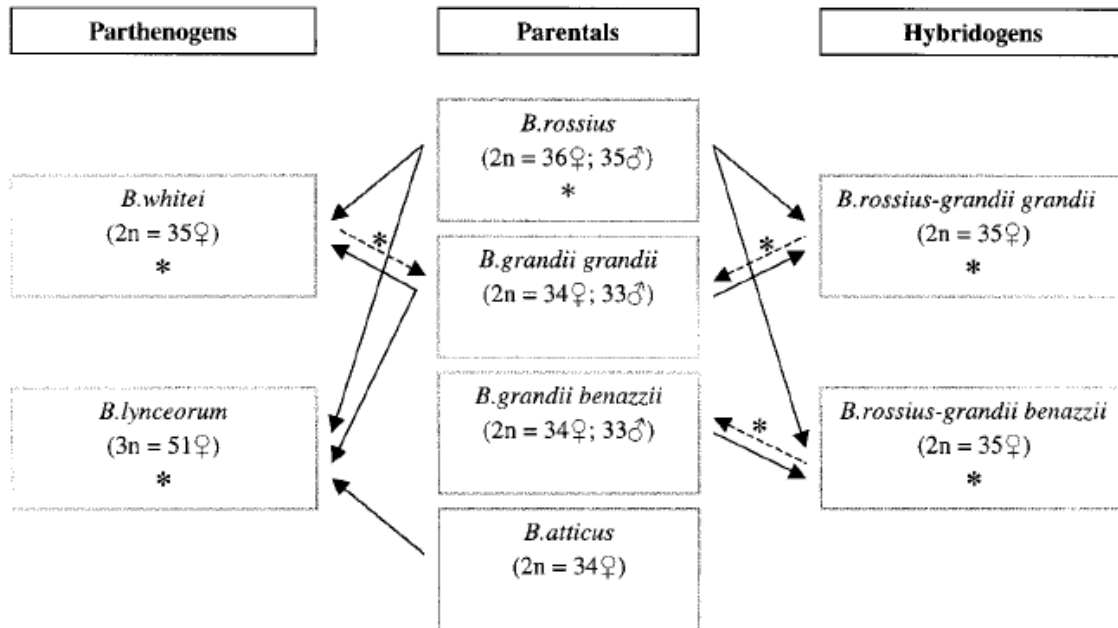 Parthenogens
Parentals
Hybridogens
B.rossius
(2n = 36♀; 35♂)
*
B.whitei
(2n = 35♀)
*
*
B.grandii grandii
(2n = 34♀; 33♂)
*
B.rossius-grandii grandii
(2n = 35♀)
*
B.lynceorum
(3n = 51♀)
*
B.grandii benazzii
(2n = 34♀; 33♂)
*
B.rossius-grandii benazzii
(2n = 35♀)
*
B.atticus
(2n = 34♀)